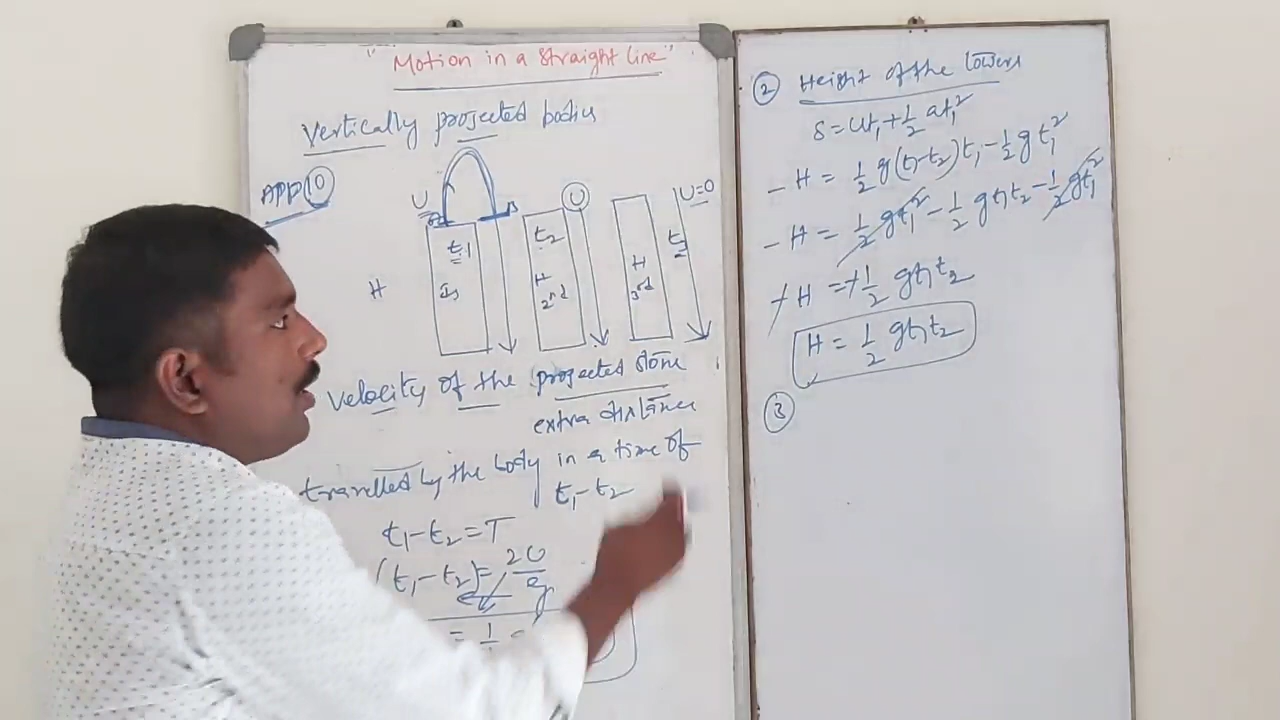 "Motion in a Straight Line"
Vertically projected bodies
APP 10
U
t1
H
t2
H
2nd
U
H
3rd
U=0
velocity of the projected stone
extra distance
travelled by the body in a time of
t1-t2
t1-t2=T
(t1-t2)=2U/g
= 1/2
② Height of the towers
S=ut1+1/2 at1²
-H = 1/2 g(t1-t2)t1-1/2 gt1²
-H = 1/2 gt1² - 1/2 gt1t2 - 1/2 gt1²
-H = -1/2 gt1t2
H = 1/2 gt1t2
③